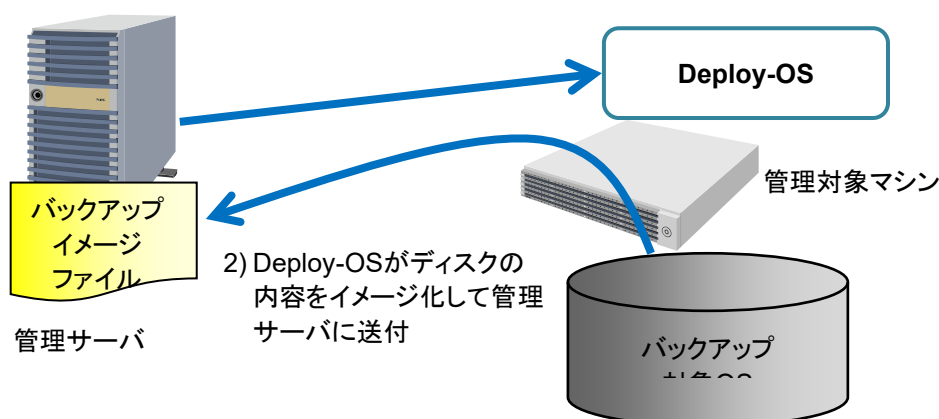 Deploy-OS
管理対象マシン
バックアップ
イメージ
ファイル
2) Deploy-OSがディスクの
内容をイメージ化して管理
サーバに送付
管理サーバ
バックアップ